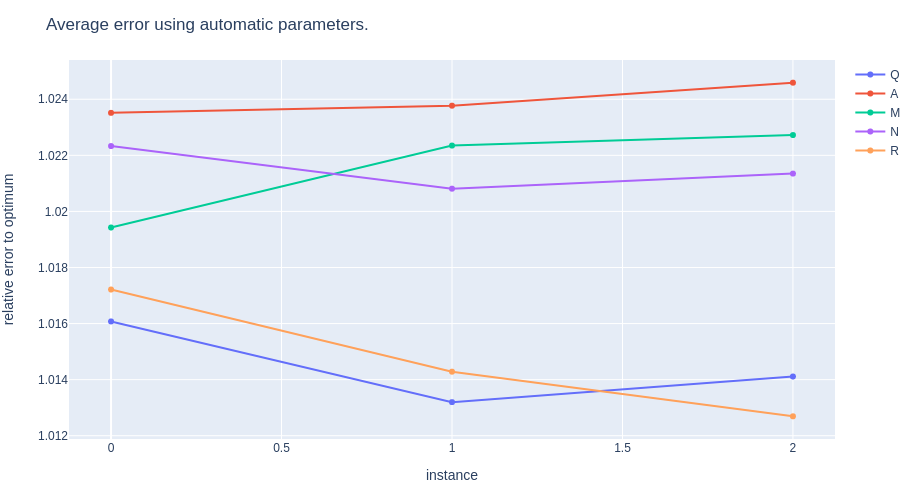 Average error using automatic parameters.
relative error to optimum
1.024
1.022
1.02
1.018
1.016
1.014
1.012
0
0.5
1
1.5
2
instance
Q
A
M
N
R